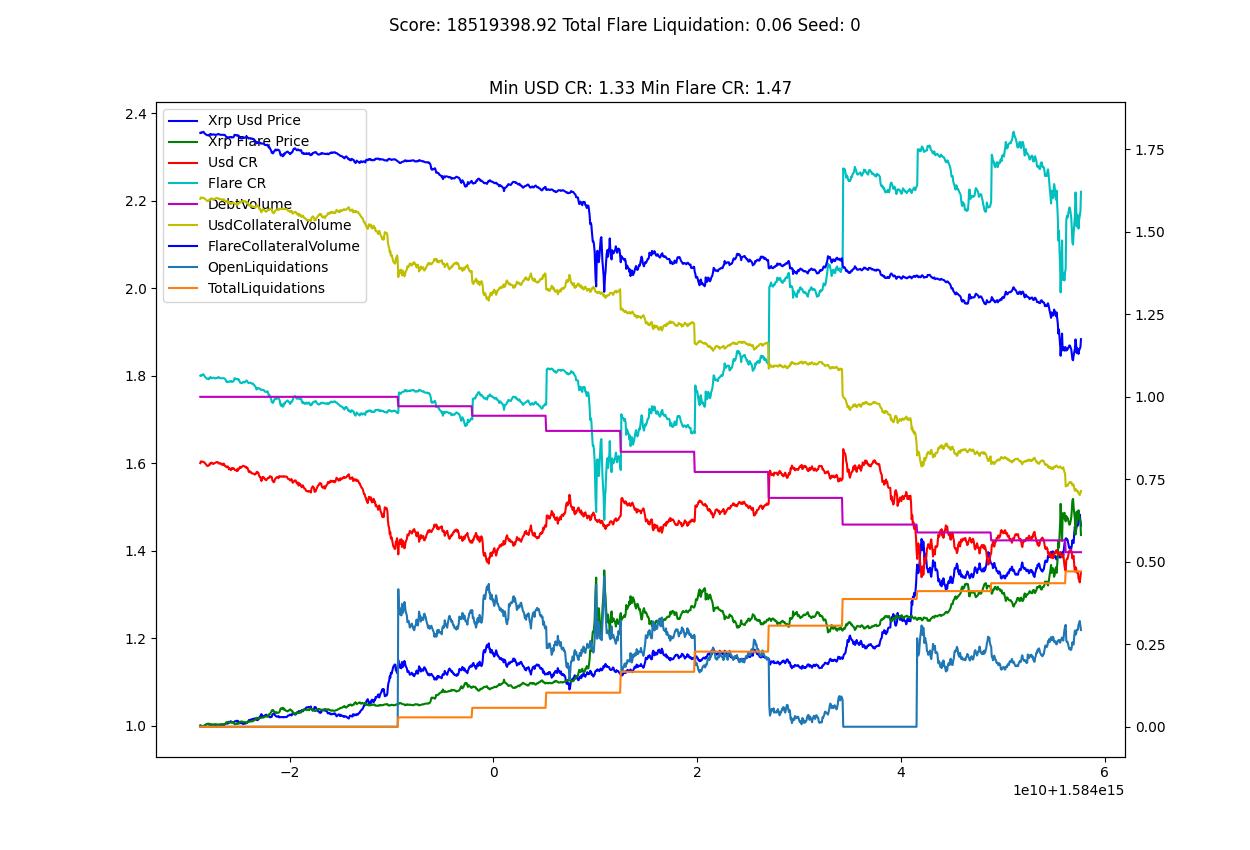 Score: 18519398.92 Total Flare Liquidation: 0.06 Seed: 0
Min USD CR: 1.33 Min Flare CR: 1.47
Xrp Usd Price
Xrp Flare Price
Usd CR
Flare CR
DebtVolume
UsdCollateralVolume
FlareCollateralVolume
OpenLiquidations
TotalLiquidations
2.4
2.2
2.0
1.8
1.6
1.4
1.2
1.0
1.75
1.50
1.25
1.00
0.75
0.50
0.25
0.00
−2 0 2 4 6
1e10+1.584e15